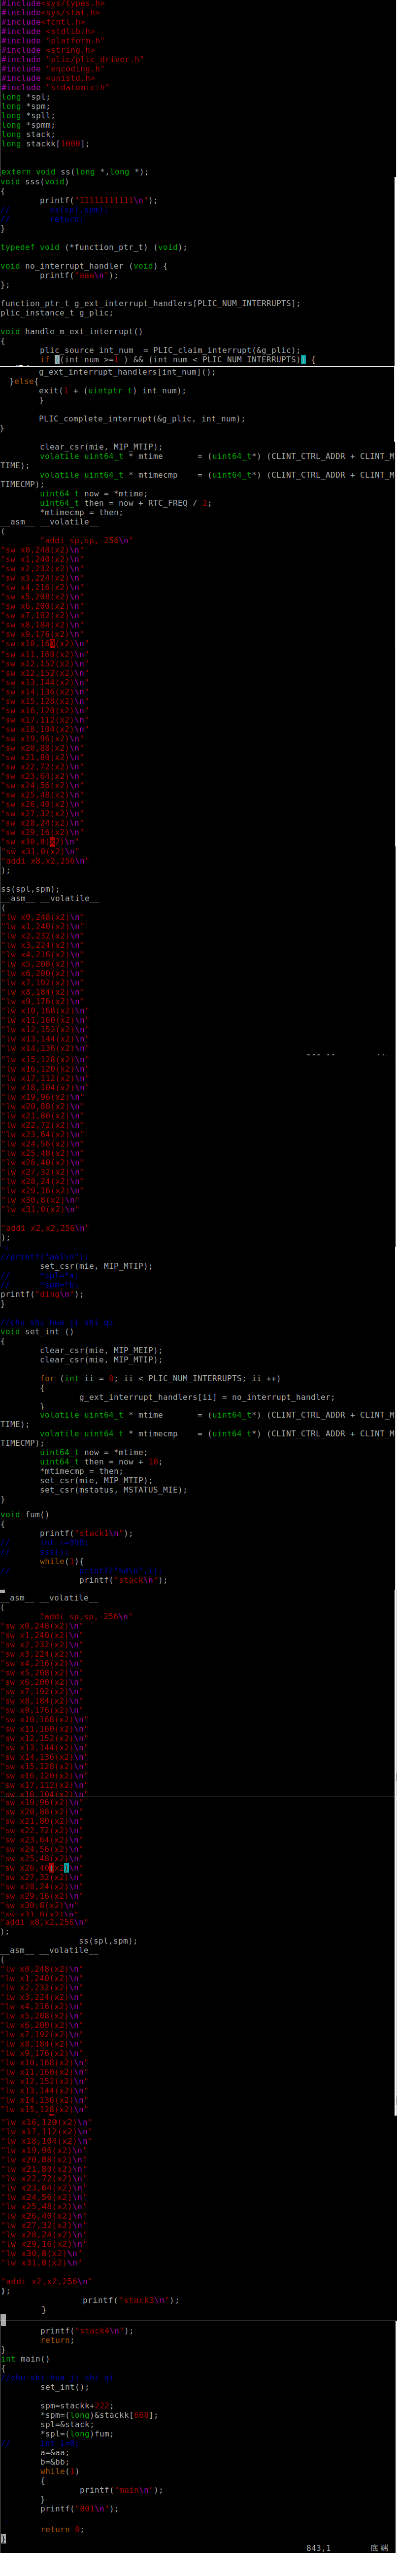 #include<sys/types.h>
#include<sys/stat.h>
#include<fcntl.h>
#include <stdlib.h>
#include "platform.h"
#include <string.h>
#include "plic/plic_driver.h"
#include "encoding.h"
#include <unistd.h>
#include "stdatomic.h"
long *spl;
long *spm;
long *spll;
long *spmm;
long stack;
long stackk[1000];
extern void ss(long *,long *);
void sss(void)
{
printf("11111111111\n");
// ss(spl,spm);
// return;
}
typedef void (*function_ptr_t) (void);
void no_interrupt_handler (void) {
printf("aaa\n");
};
function_ptr_t g_ext_interrupt_handlers[PLIC_NUM_INTERRUPTS];
plic_instance_t g_plic;
void handle_m_ext_interrupt()
{
plic_source int_num = PLIC_claim_interrupt(&g_plic);
if ((int_num >=1 ) && (int_num < PLIC_NUM_INTERRUPTS)) {
g_ext_interrupt_handlers[int_num]();
}else{
exit(1 + (uintptr_t) int_num);
}
PLIC_complete_interrupt(&g_plic, int_num);
}
clear_csr(mie, MIP_MTIP);
volatile uint64_t * mtime = (uint64_t*) (CLINT_CTRL_ADDR + CLINT_M
TIME);
volatile uint64_t * mtimecmp = (uint64_t*) (CLINT_CTRL_ADDR + CLINT_M
TIMECMP);
uint64_t now = *mtime;
uint64_t then = now + RTC_FREQ / 2;
*mtimecmp = then;
__asm__ __volatile__
(
"addi sp,sp,-256\n"
"sw x0,248(x2)\n"
"sw x1,240(x2)\n"
"sw x2,232(x2)\n"
"sw x3,224(x2)\n"
"sw x4,216(x2)\n"
"sw x5,208(x2)\n"
"sw x6,200(x2)\n"
"sw x7,192(x2)\n"
"sw x8,184(x2)\n"
"sw x9,176(x2)\n"
"sw x10,168(x2)\n"
"sw x11,160(x2)\n"
"sw x12,152(x2)\n"
"sw x12,152(x2)\n"
"sw x13,144(x2)\n"
"sw x14,136(x2)\n"
"sw x15,128(x2)\n"
"sw x16,120(x2)\n"
"sw x17,112(x2)\n"
"sw x18,104(x2)\n"
"sw x19,96(x2)\n"
"sw x20,88(x2)\n"
"sw x21,80(x2)\n"
"sw x22,72(x2)\n"
"sw x23,64(x2)\n"
"sw x24,56(x2)\n"
"sw x25,48(x2)\n"
"sw x26,40(x2)\n"
"sw x27,32(x2)\n"
"sw x28,24(x2)\n"
"sw x29,16(x2)\n"
"sw x30,8(x2)\n"
"sw x31,0(x2)\n"
"addi x8,x2,256\n"
);
ss(spl,spm);
__asm__ __volatile__
(
"lw x0,248(x2)\n"
"lw x1,240(x2)\n"
"lw x2,232(x2)\n"
"lw x3,224(x2)\n"
"lw x4,216(x2)\n"
"lw x5,208(x2)\n"
"lw x6,200(x2)\n"
"lw x7,192(x2)\n"
"lw x8,184(x2)\n"
"lw x9,176(x2)\n"
"lw x10,168(x2)\n"
"lw x11,160(x2)\n"
"lw x12,152(x2)\n"
"lw x13,144(x2)\n"
"lw x14,136(x2)\n"
"lw x15,128(x2)\n"
"lw x16,120(x2)\n"
"lw x17,112(x2)\n"
"lw x18,104(x2)\n"
"lw x19,96(x2)\n"
"lw x20,88(x2)\n"
"lw x21,80(x2)\n"
"lw x22,72(x2)\n"
"lw x23,64(x2)\n"
"lw x24,56(x2)\n"
"lw x25,48(x2)\n"
"lw x26,40(x2)\n"
"lw x27,32(x2)\n"
"lw x28,24(x2)\n"
"lw x29,16(x2)\n"
"lw x30,8(x2)\n"
"lw x31,0(x2)\n"
"addi x2,x2,256\n"
);
set_csr(mie, MIP_MTIP);
printf("ding\n");
}
//chu shi hua ji shi qi
void set_int ()
{
clear_csr(mie, MIP_MEIP);
clear_csr(mie, MIP_MTIP);
for (int ii = 0; ii < PLIC_NUM_INTERRUPTS; ii ++)
{
g_ext_interrupt_handlers[ii] = no_interrupt_handler;
}
volatile uint64_t * mtime = (uint64_t*) (CLINT_CTRL_ADDR + CLINT_M
TIME);
volatile uint64_t * mtimecmp = (uint64_t*) (CLINT_CTRL_ADDR + CLINT_M
TIMECMP);
uint64_t now = *mtime;
uint64_t then = now + 10;
*mtimecmp = then;
set_csr(mie, MIP_MTIP);
set_csr(mstatus, MSTATUS_MIE);
}
void fum()
{
printf("stack1\n");
while(1){
printf("stack\n");
__asm__ __volatile__
(
"addi sp,sp,-256\n"
"sw x0,248(x2)\n"
"sw x1,240(x2)\n"
"sw x2,232(x2)\n"
"sw x3,224(x2)\n"
"sw x4,216(x2)\n"
"sw x5,208(x2)\n"
"sw x6,200(x2)\n"
"sw x7,192(x2)\n"
"sw x8,184(x2)\n"
"sw x9,176(x2)\n"
"sw x10,168(x2)\n"
"sw x11,160(x2)\n"
"sw x12,152(x2)\n"
"sw x13,144(x2)\n"
"sw x14,136(x2)\n"
"sw x15,128(x2)\n"
"sw x16,120(x2)\n"
"sw x17,112(x2)\n"
"sw x18,104(x2)\n"
"sw x19,96(x2)\n"
"sw x20,88(x2)\n"
"sw x21,80(x2)\n"
"sw x22,72(x2)\n"
"sw x23,64(x2)\n"
"sw x24,56(x2)\n"
"sw x25,48(x2)\n"
"sw x26,40(x2)\n"
"sw x27,32(x2)\n"
"sw x28,24(x2)\n"
"sw x29,16(x2)\n"
"sw x30,8(x2)\n"
"sw x31,0(x2)\n"
"addi x8,x2,256\n"
);
ss(spl,spm);
__asm__ __volatile__
(
"lw x0,248(x2)\n"
"lw x1,240(x2)\n"
"lw x2,232(x2)\n"
"lw x3,224(x2)\n"
"lw x4,216(x2)\n"
"lw x5,208(x2)\n"
"lw x6,200(x2)\n"
"lw x7,192(x2)\n"
"lw x8,184(x2)\n"
"lw x9,176(x2)\n"
"lw x10,168(x2)\n"
"lw x11,160(x2)\n"
"lw x12,152(x2)\n"
"lw x13,144(x2)\n"
"lw x14,136(x2)\n"
"lw x15,128(x2)\n"
"lw x16,120(x2)\n"
"lw x17,112(x2)\n"
"lw x18,104(x2)\n"
"lw x19,96(x2)\n"
"lw x20,88(x2)\n"
"lw x21,80(x2)\n"
"lw x22,72(x2)\n"
"lw x23,64(x2)\n"
"lw x24,56(x2)\n"
"lw x25,48(x2)\n"
"lw x26,40(x2)\n"
"lw x27,32(x2)\n"
"lw x28,24(x2)\n"
"lw x29,16(x2)\n"
"lw x30,8(x2)\n"
"lw x31,0(x2)\n"
"addi x2,x2,256\n"
);
printf("stack3\n");
}
printf("stack4\n");
return;
}
int main()
{
//chu shi hua ji shi qi
set_int();
spm=stackk+222;
*spm=(long)&stackk[888];
spl=&stack;
*spl=(long)fum;
a=&aa;
b=&bb;
while(1)
{
printf("main\n");
}
printf("001\n");
return 0;
}
843,1 底端